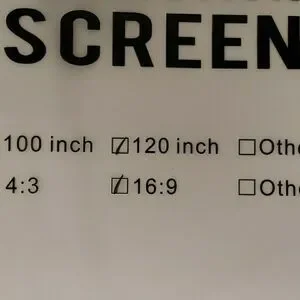 SCREEN
100 inch ☑120 inch ☐Othe
4:3 ☑16:9 ☐Othe